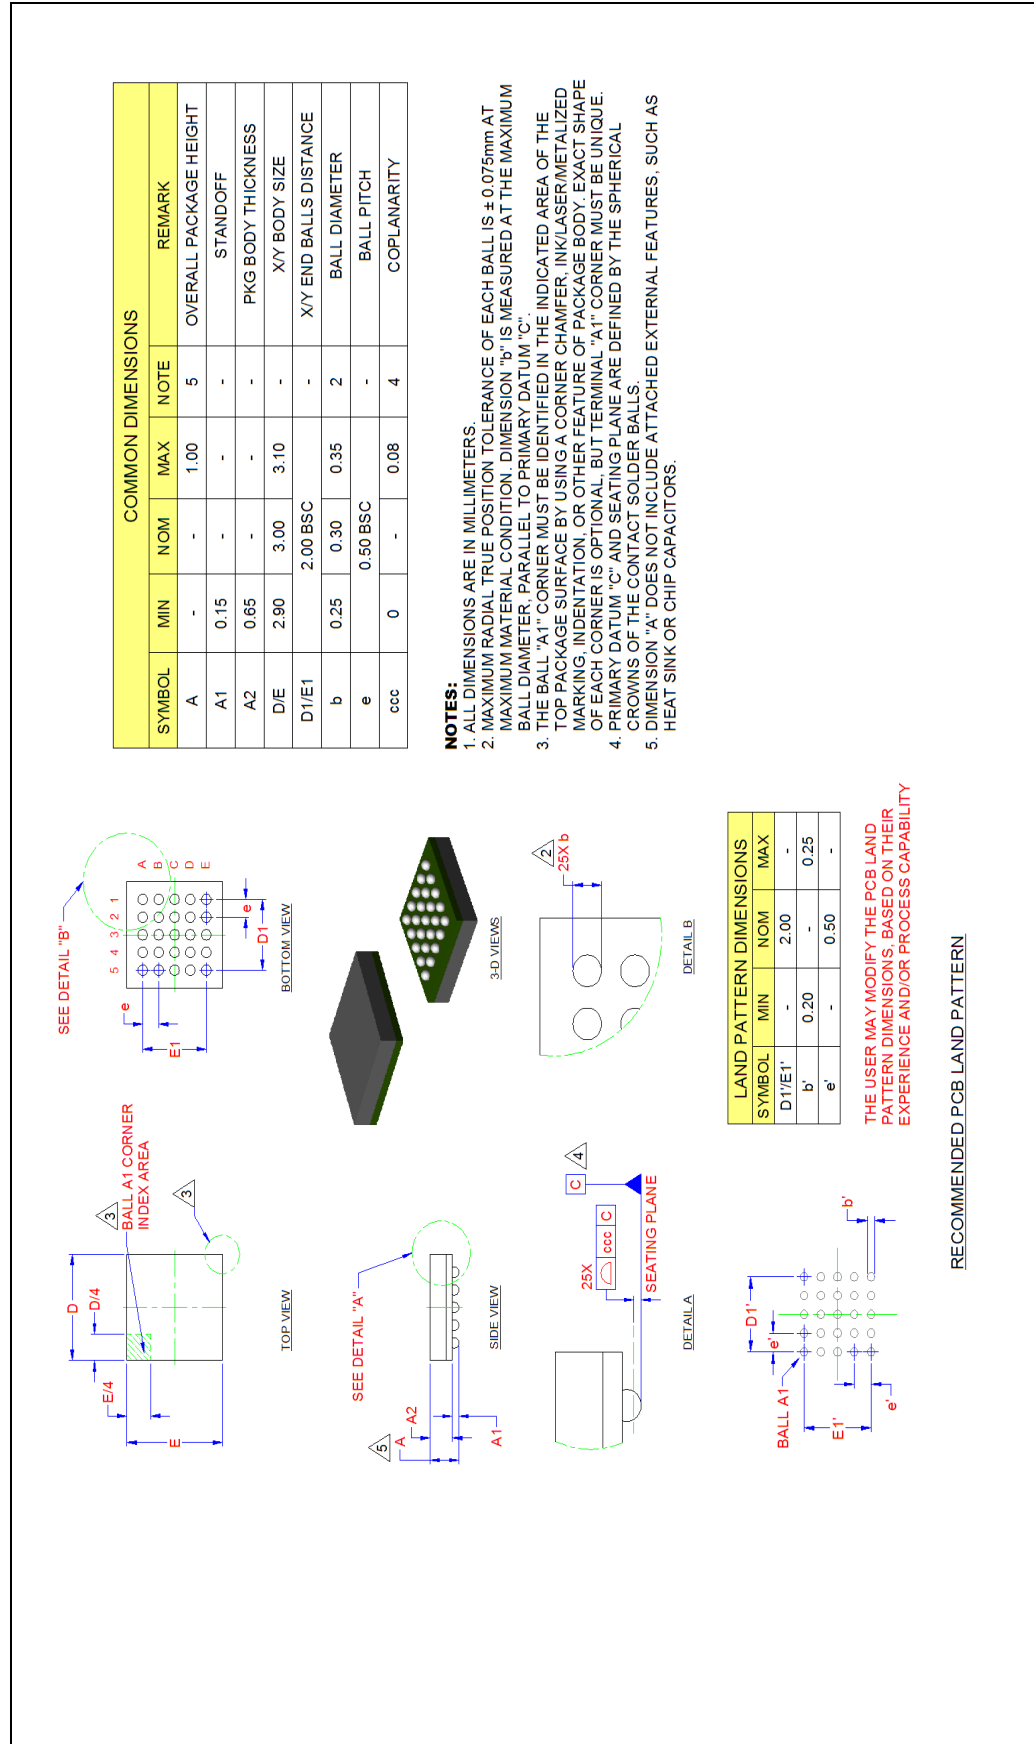 D
D/4
E/4
E
3
BALL A1 CORNER
INDEX AREA
3
TOP VIEW
SEE DETAIL "B"
e
E1
5 4 3 2 1
A
B
C
D
E
e
D1
BOTTOM VIEW
COMMON DIMENSIONS
SYMBOL MIN NOM MAX NOTE REMARK
A - - 1.00 5 OVERALL PACKAGE HEIGHT
A1 0.15 - - - STANDOFF
A2 0.65 - - - PKG BODY THICKNESS
D/E 2.90 3.00 3.10 - X/Y BODY SIZE
D1/E1 2.00 BSC - X/Y END BALLS DISTANCE
b 0.25 0.30 0.35 2 BALL DIAMETER
e 0.50 BSC - BALL PITCH
ccc 0 - 0.08 4 COPLANARITY
SEE DETAIL "A"
5
A
A2
A1
SIDE VIEW
3-D VIEWS
NOTES:
1. ALL DIMENSIONS ARE IN MILLIMETERS.
2. MAXIMUM RADIAL TRUE POSITION TOLERANCE OF EACH BALL IS ± 0.075mm AT
MAXIMUM MATERIAL CONDITION. DIMENSION "b" IS MEASURED AT THE MAXIMUM
BALL DIAMETER, PARALLEL TO PRIMARY DATUM "C".
3. THE BALL "A1" CORNER MUST BE IDENTIFIED IN THE INDICATED AREA OF THE
TOP PACKAGE SURFACE BY USING A CORNER CHAMFER, INK/LASER/METALIZED
MARKING, INDENTATION, OR OTHER FEATURE OF PACKAGE BODY. EXACT SHAPE
OF EACH CORNER IS OPTIONAL, BUT TERMINAL "A1" CORNER MUST BE UNIQUE.
4. PRIMARY DATUM "C" AND SEATING PLANE ARE DEFINED BY THE SPHERICAL
CROWNS OF THE CONTACT SOLDER BALLS.
5. DIMENSION "A" DOES NOT INCLUDE ATTACHED EXTERNAL FEATURES, SUCH AS
HEAT SINK OR CHIP CAPACITORS.
25X
ccc C
C
4
SEATING PLANE
DETAIL A
2
25X b
DETAIL B
BALL A1
D1'
e'
E1'
e'
b'
LAND PATTERN DIMENSIONS
SYMBOL MIN NOM MAX
D1'/E1' - 2.00 -
b' 0.20 - 0.25
e' - 0.50 -
THE USER MAY MODIFY THE PCB LAND
PATTERN DIMENSIONS, BASED ON THEIR
EXPERIENCE AND/OR PROCESS CAPABILITY
RECOMMENDED PCB LAND PATTERN